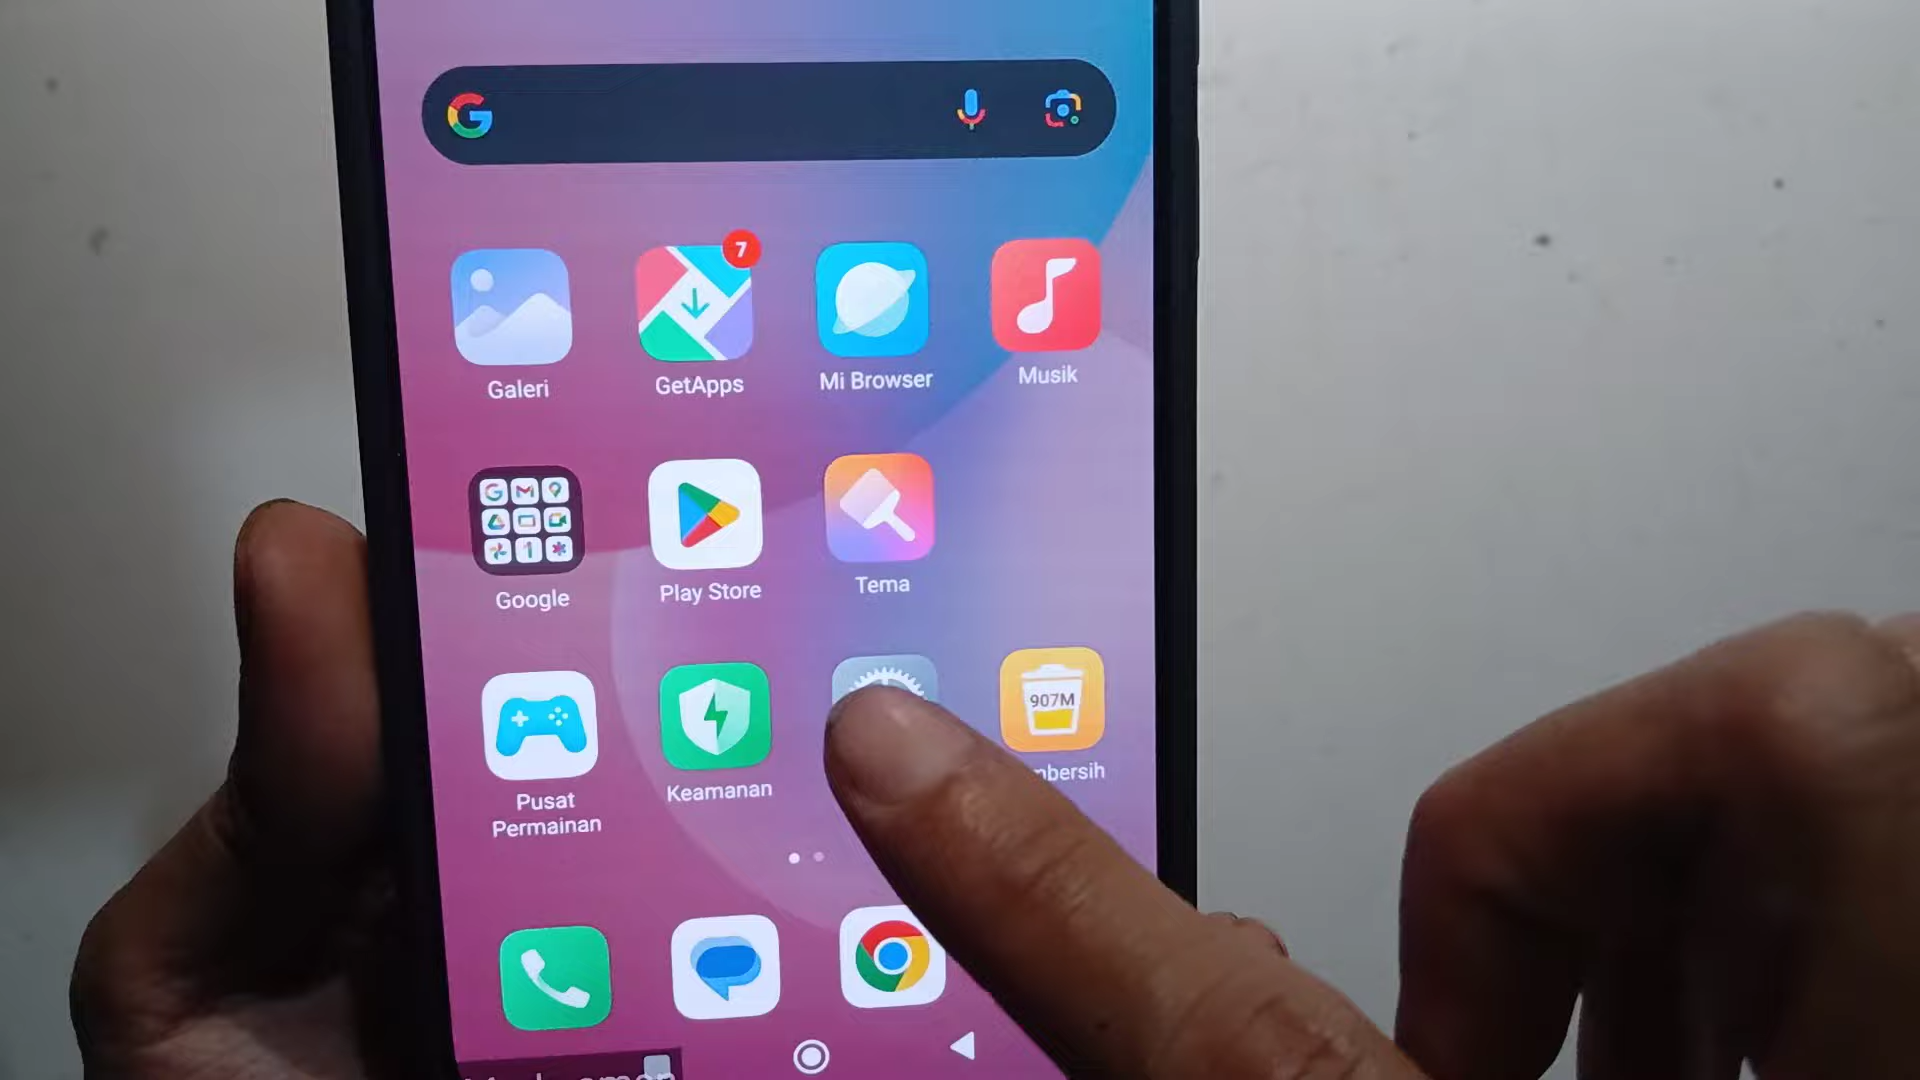 7
Galeri
GetApps
Mi Browser
Musik
Google
Play Store
Tema
907M
Pusat
Permainan
Keamanan